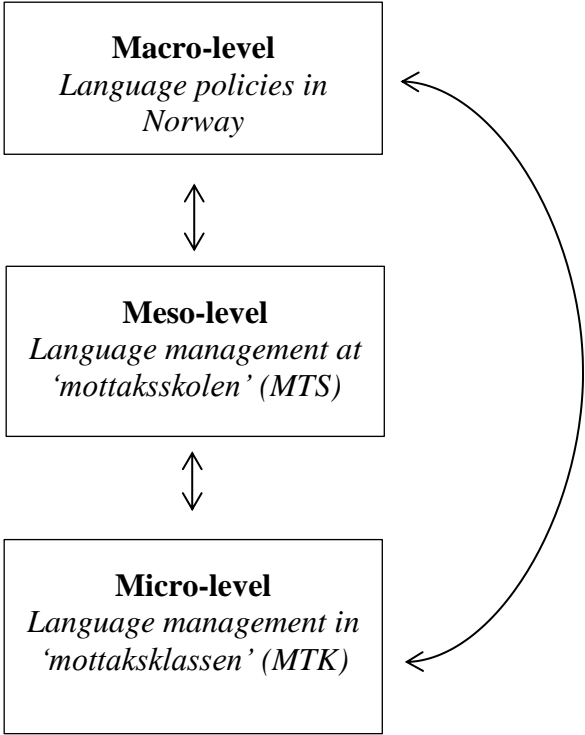 Macro-level
Language policies in
Norway
Meso-level
Language management at
‘mottaksskolen’ (MTS)
Micro-level
Language management in
‘mottaksklassen’ (MTK)